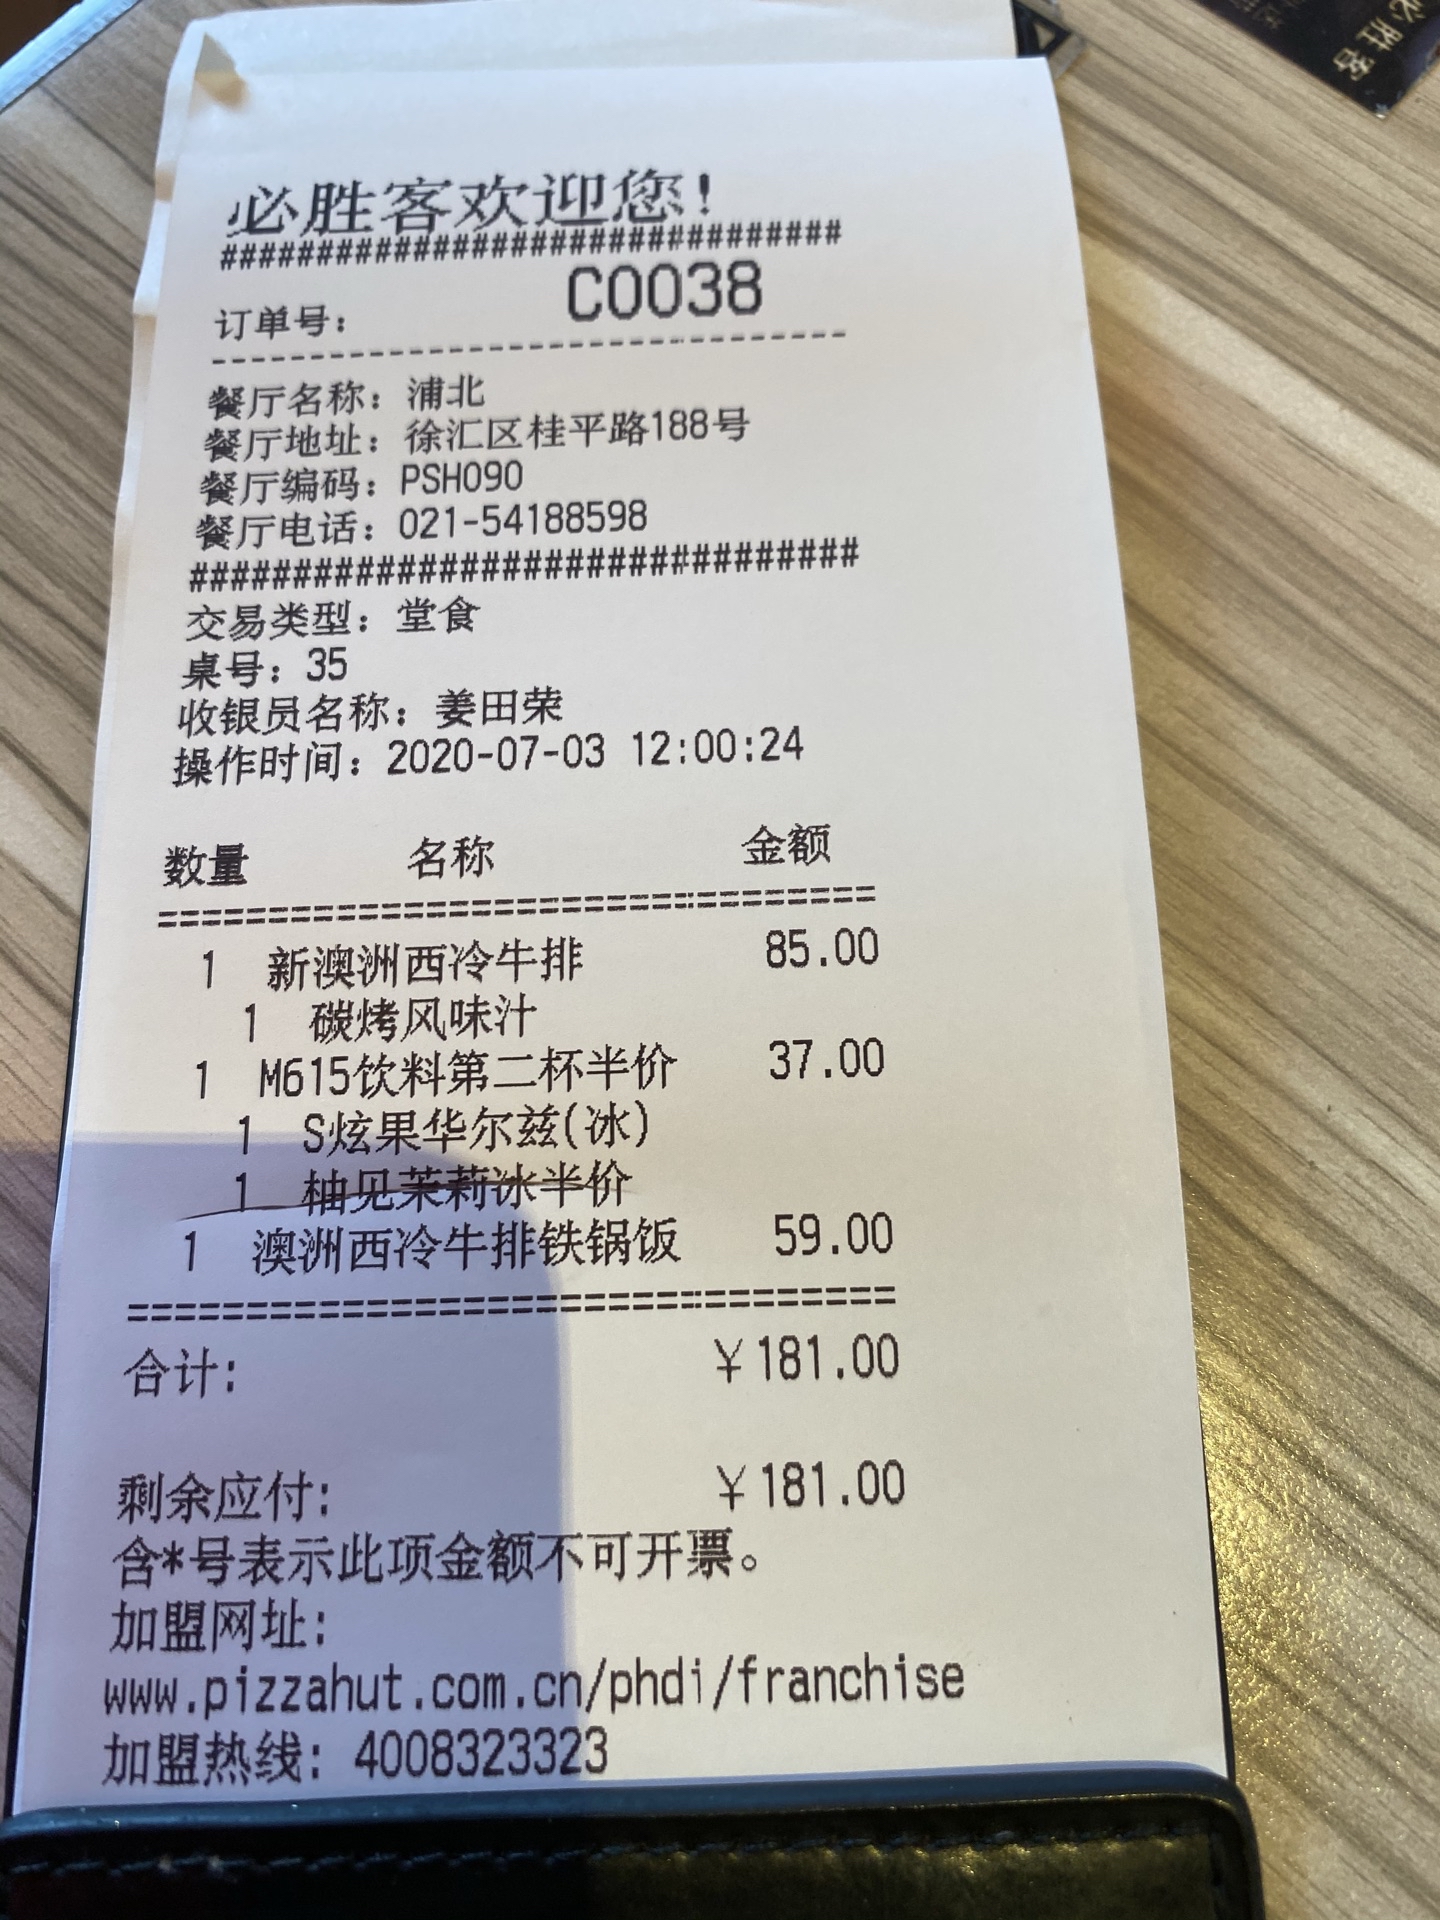 必胜客
必胜客欢迎您!
################################
订单号: C0038
--------------------------------
餐厅名称: 浦北
餐厅地址: 徐汇区桂平路188号
餐厅编码: PSH090
餐厅电话: 021-54188598
################################
交易类型: 堂食
桌号: 35
收银员名称: 姜田荣
操作时间: 2020-07-03 12:00:24
数量 名称 金额
================================
1 新澳洲西冷牛排 85.00
1 碳烤风味汁
1 M615饮料第二杯半价 37.00
1 S炫果华尔兹(冰)
1 柚见茉莉冰半价
1 澳洲西冷牛排铁锅饭 59.00
================================
合计: ￥181.00
剩余应付: ￥181.00
含*号表示此项金额不可开票。
加盟网址:
www.pizzahut.com.cn/phdi/franchise
加盟热线: 4008323323